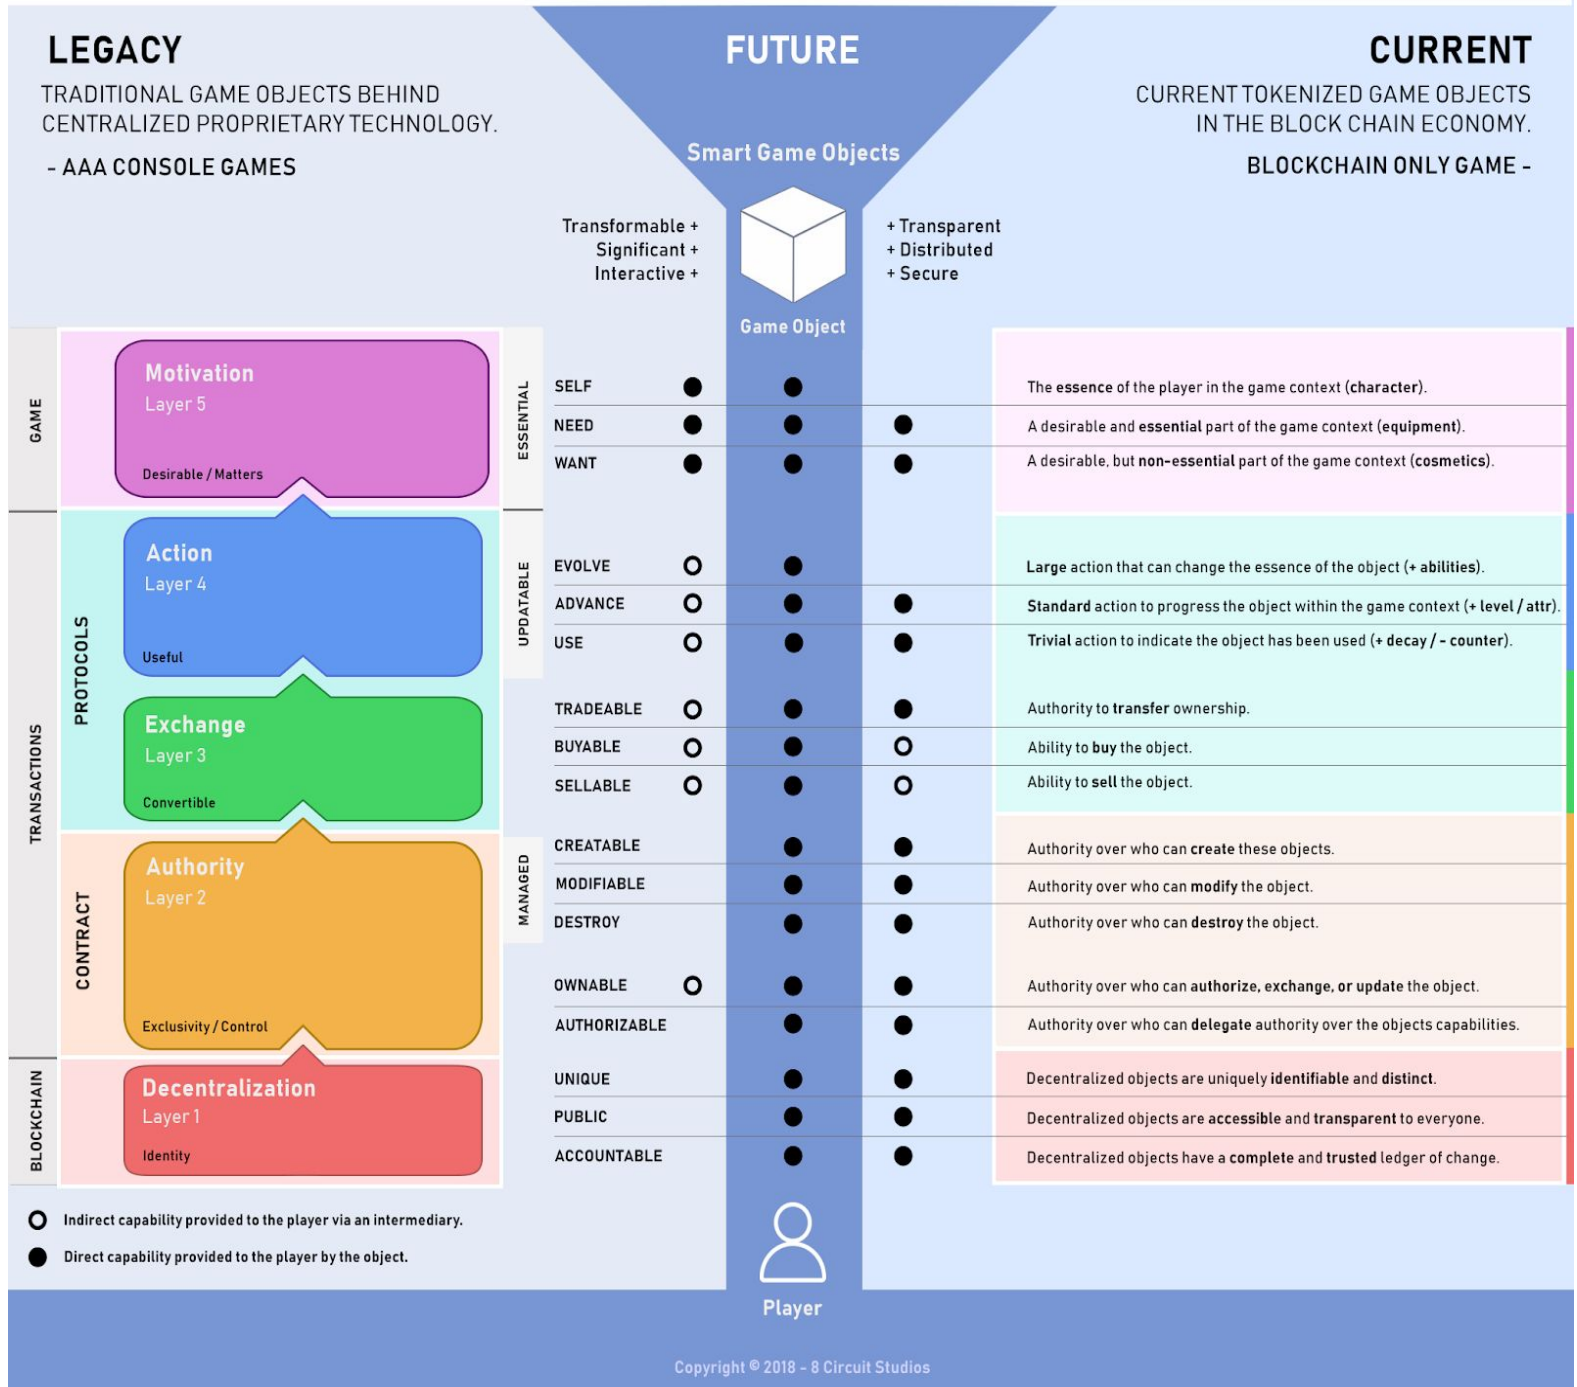 LEGACY
TRADITIONAL GAME OBJECTS BEHIND
CENTRALIZED PROPRIETARY TECHNOLOGY.
- AAA CONSOLE GAMES
FUTURE
Smart Game Objects
CURRENT
CURRENT TOKENIZED GAME OBJECTS
IN THE BLOCK CHAIN ECONOMY.
BLOCKCHAIN ONLY GAME -
Transformable +
Significant +
Interactive +
+ Transparent
+ Distributed
+ Secure
Game Object
GAME
Motivation
Layer 5
Desirable / Matters
ESSENTIAL
SELF
The essence of the player in the game context (character).
NEED
A desirable and essential part of the game context (equipment).
WANT
A desirable, but non-essential part of the game context (cosmetics).
TRANSACTIONS
PROTOCOLS
Action
Layer 4
Useful
UPDATABLE
EVOLVE
Large action that can change the essence of the object (+ abilities).
ADVANCE
Standard action to progress the object within the game context (+ level / attr).
USE
Trivial action to indicate the object has been used (+ decay / - counter).
Exchange
Layer 3
Convertible
TRADEABLE
Authority to transfer ownership.
BUYABLE
Ability to buy the object.
SELLABLE
Ability to sell the object.
CONTRACT
Authority
Layer 2
Exclusivity / Control
MANAGED
CREATABLE
Authority over who can create these objects.
MODIFIABLE
Authority over who can modify the object.
DESTROY
Authority over who can destroy the object.
OWNABLE
Authority over who can authorize, exchange, or update the object.
AUTHORIZABLE
Authority over who can delegate authority over the objects capabilities.
BLOCKCHAIN
Decentralization
Layer 1
Identity
UNIQUE
Decentralized objects are uniquely identifiable and distinct.
PUBLIC
Decentralized objects are accessible and transparent to everyone.
ACCOUNTABLE
Decentralized objects have a complete and trusted ledger of change.
Indirect capability provided to the player via an intermediary.
Direct capability provided to the player by the object.
Player
Copyright © 2018 - 8 Circuit Studios